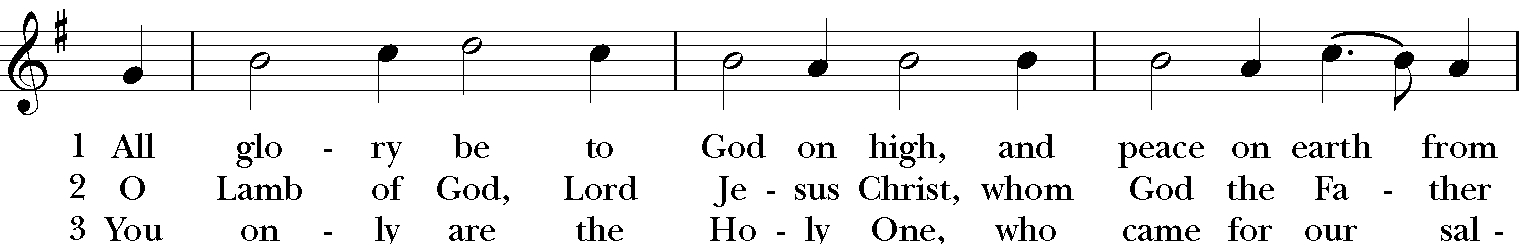 1 All glo - ry be to God on high, and peace on earth from
2 O Lamb of God, Lord Je - sus Christ, whom God the Fa - ther
3 You on - ly are the Ho - ly One, who came for our sal -